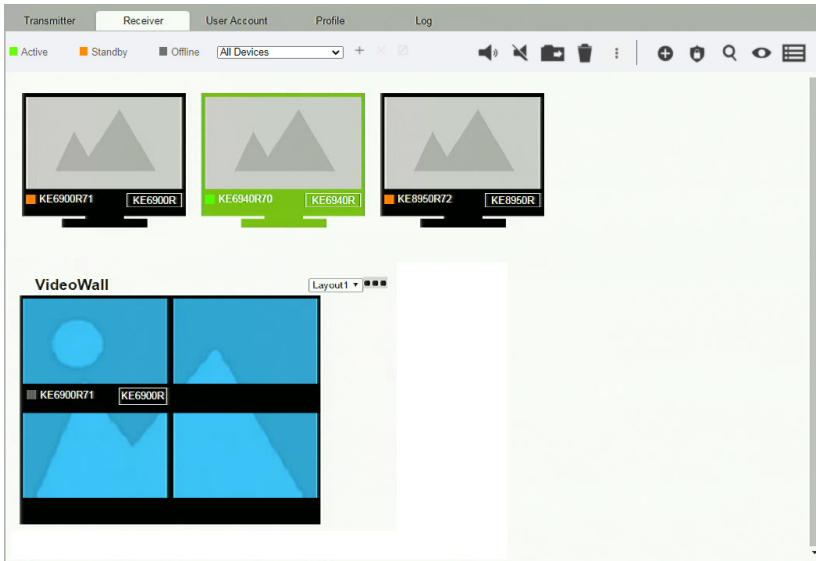 Transmitter Receiver User Account Profile Log
Active Standby Offline All Devices
KE6900R71 KE6900R KE6940R70 KE6940R KE8950R72 KE8950R
VideoWall Layout1
KE6900R71 KE6900R